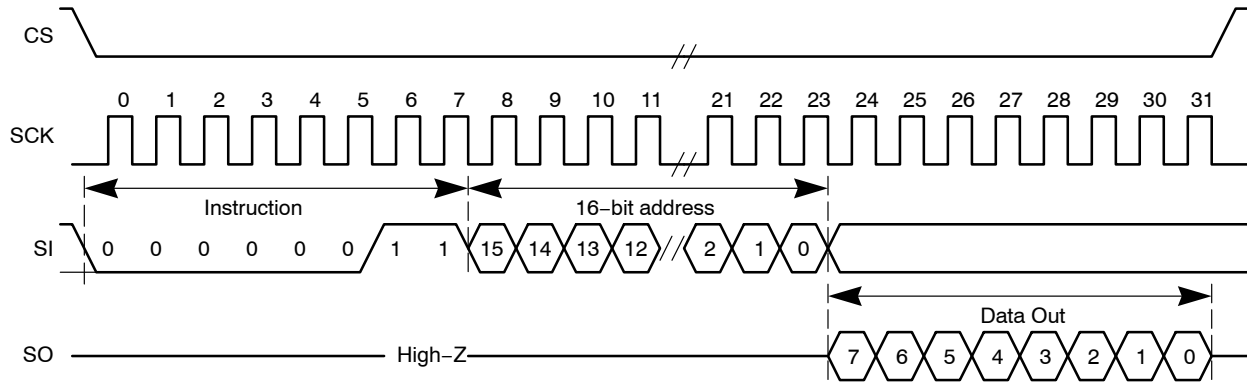 CS
0 1 2 3 4 5 6 7 8 9 10 11 21 22 23 24 25 26 27 28 29 30 31
SCK
Instruction 16−bit address
SI 0 0 0 0 0 0 1 1 15 14 13 12 2 1 0
Data Out
SO High−Z 7 6 5 4 3 2 1 0